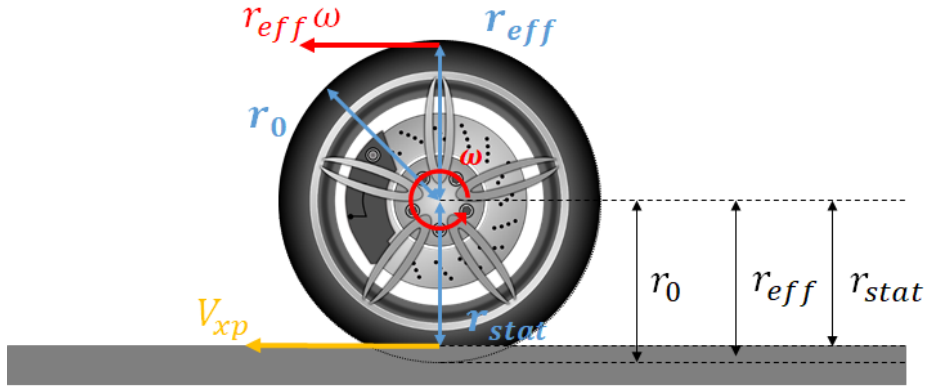 r_eff ω
r_eff
r_0
ω
r_0
r_eff
r_stat
V_xp
r_stat